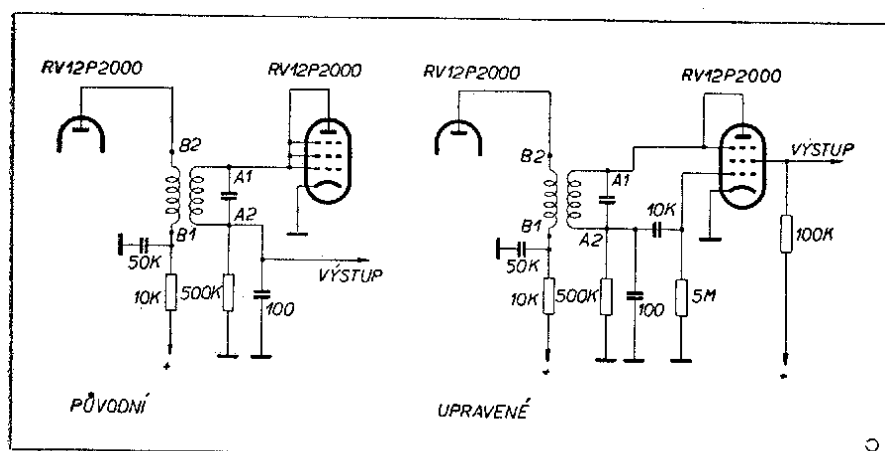 RV12P2000
RV12P2000
B2
A1
A2
B1
50K
10K
500K
100
VÝSTUP
+
PŮVODNÍ
RV12P2000
RV12P2000
VÝSTUP
B2
A1
10K
B1
A2
50K
100K
10K
500K
100
5M
+
+
UPRAVENÉ